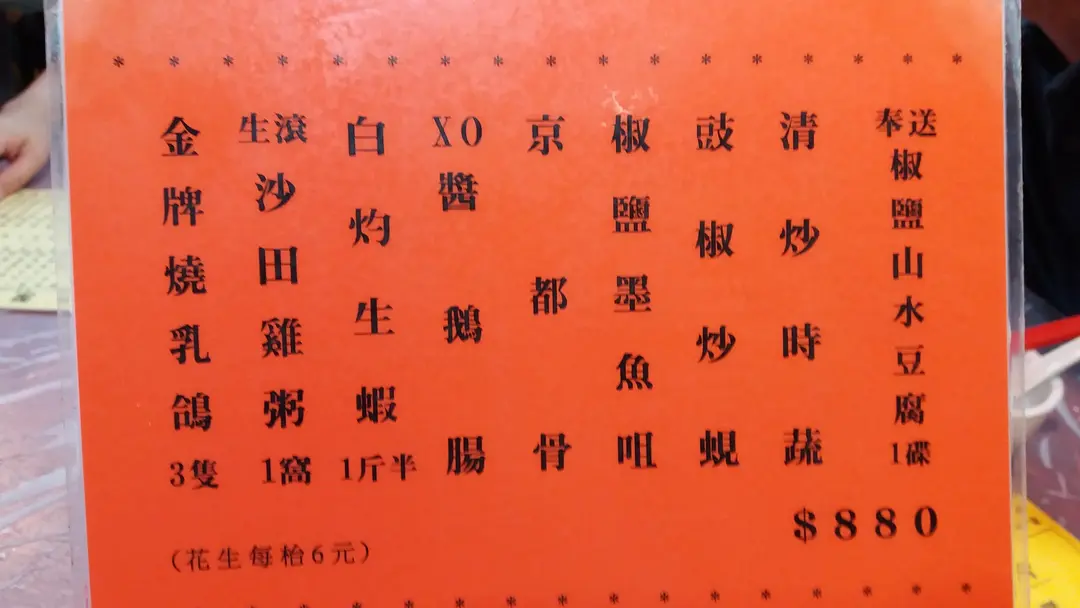 金牌燒乳鴿3隻
生滾沙田雞粥1窩
白灼生蝦1斤半
XO醬鵝腸
京都骨
椒鹽墨魚咀
豉椒炒蜆
清炒時蔬
奉送椒鹽山水豆腐1碟
$880
（花生每枱6元）